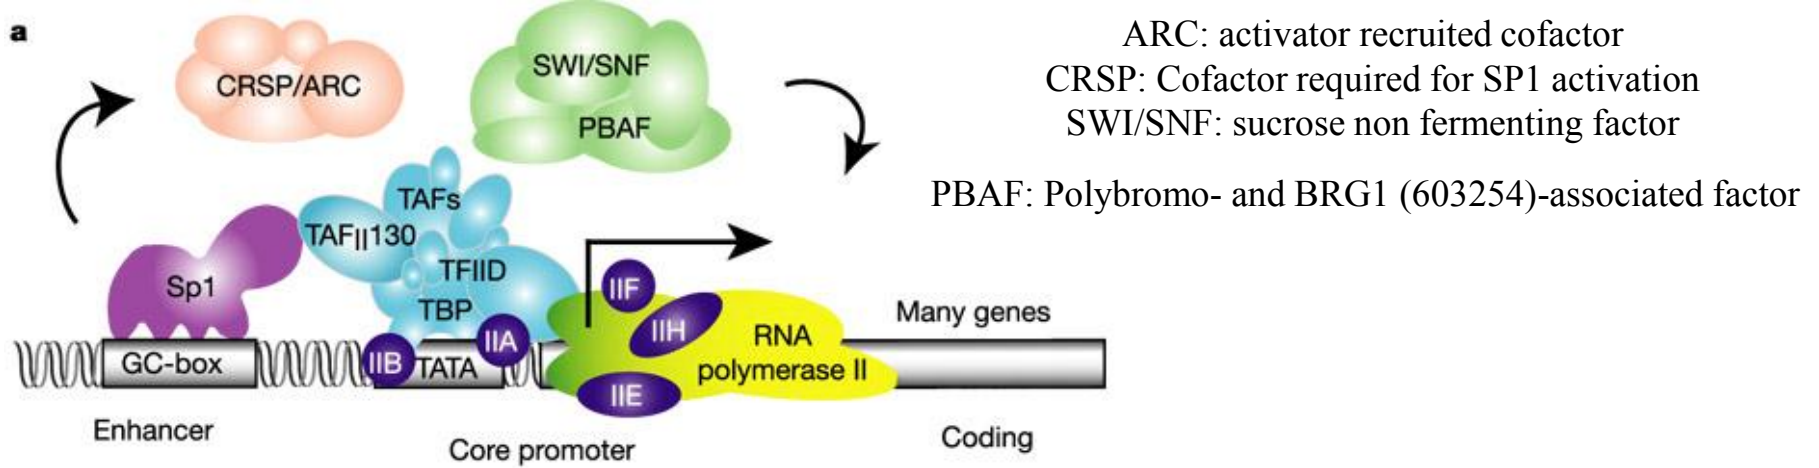 a
CRSP/ARC
SWI/SNF
PBAF
ARC: activator recruited cofactor
CRSP: Cofactor required for SP1 activation
SWI/SNF: sucrose non fermenting factor
PBAF: Polybromo- and BRG1 (603254)-associated factor
TAFs
TAFII130
TFIID
TBP
Sp1
IIF
IIH
IIA
IIB
IIE
RNA
polymerase II
Many genes
GC-box
TATA
Enhancer
Core promoter
Coding